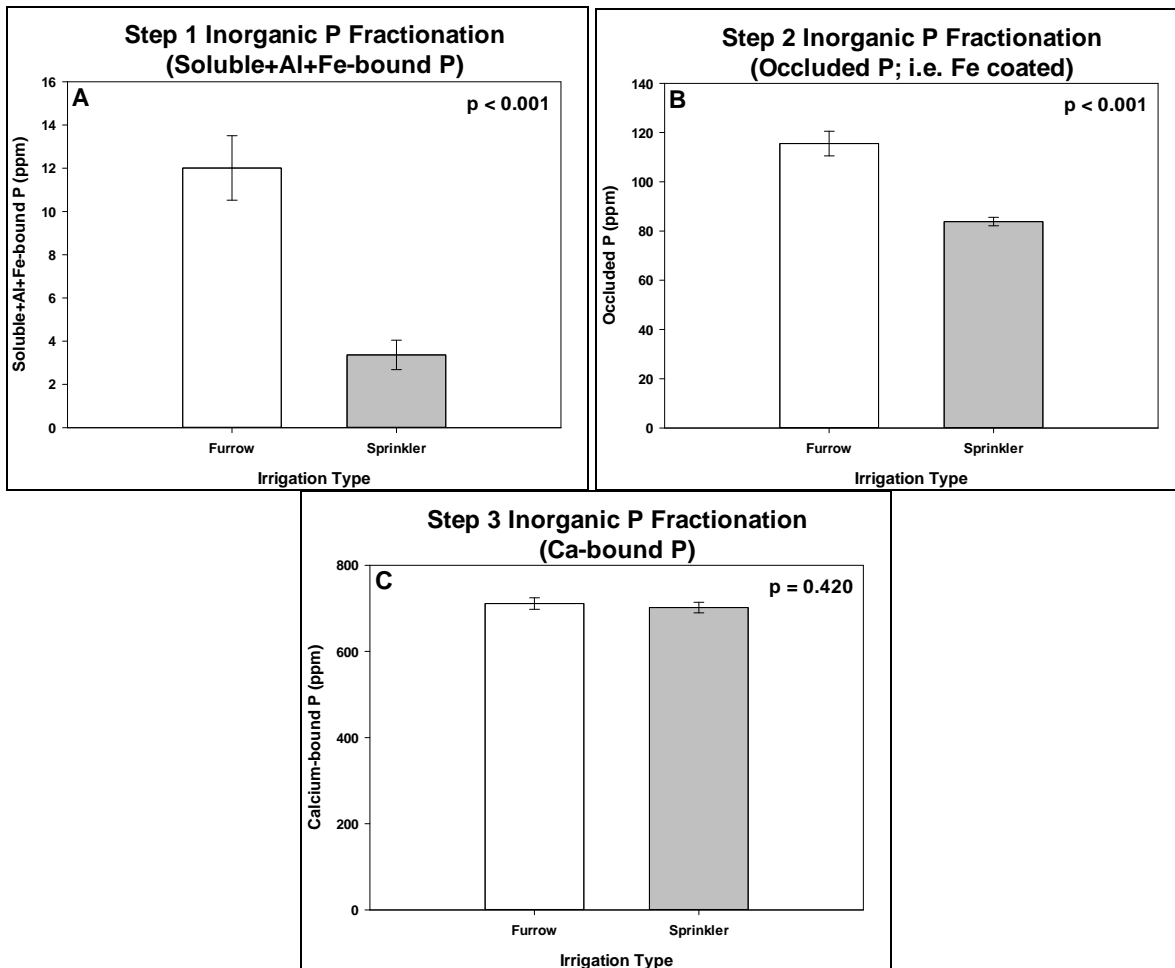 Step 1 Inorganic P Fractionation
(Soluble+Al+Fe-bound P)
A
p < 0.001
Soluble+Al+Fe-bound P (ppm)
16
14
12
10
8
6
4
2
0
Furrow
Sprinkler
Irrigation Type
Step 2 Inorganic P Fractionation
(Occluded P; i.e. Fe coated)
B
p < 0.001
Occluded P (ppm)
140
120
100
80
60
40
20
0
Furrow
Sprinkler
Irrigation Type
Step 3 Inorganic P Fractionation
(Ca-bound P)
C
p = 0.420
Calcium-bound P (ppm)
800
600
400
200
0
Furrow
Sprinkler
Irrigation Type